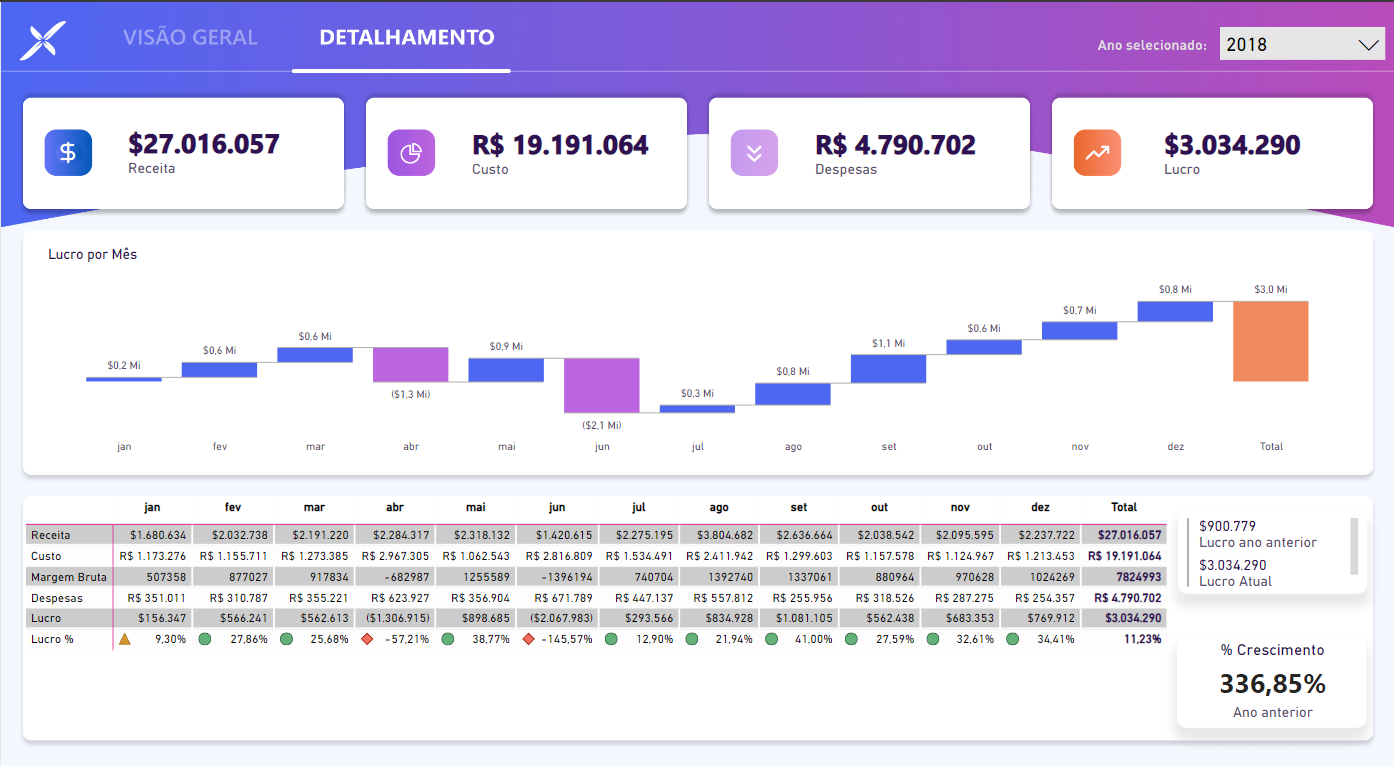 VISÃO GERAL DETALHAMENTO Ano selecionado: 2018
$27.016.057
Receita
R$ 19.191.064
Custo
R$ 4.790.702
Despesas
$3.034.290
Lucro
Lucro por Mês
$0,2 Mi $0,6 Mi $0,6 Mi ($1,3 Mi) $0,9 Mi ($2,1 Mi) $0,3 Mi $0,8 Mi $1,1 Mi $0,6 Mi $0,7 Mi $0,8 Mi $3,0 Mi
jan fev mar abr mai jun jul ago set out nov dez Total
jan fev mar abr mai jun jul ago set out nov dez Total
Receita $1.680.634 $2.032.738 $2.191.220 $2.284.317 $2.318.132 $1.420.615 $2.275.195 $3.804.682 $2.636.664 $2.038.542 $2.095.595 $2.237.722 $27.016.057
Custo R$ 1.173.276 R$ 1.155.711 R$ 1.273.385 R$ 2.967.305 R$ 1.062.543 R$ 2.816.809 R$ 1.534.491 R$ 2.411.942 R$ 1.299.603 R$ 1.157.578 R$ 1.124.967 R$ 1.213.453 R$ 19.191.064
Margem Bruta 507358 877027 917834 -682987 1255589 -1396194 740704 1392740 1337061 880964 970628 1024269 7824993
Despesas R$ 351.011 R$ 310.787 R$ 355.221 R$ 623.927 R$ 356.904 R$ 671.789 R$ 447.137 R$ 557.812 R$ 255.956 R$ 318.526 R$ 287.275 R$ 254.357 R$ 4.790.702
Lucro $156.347 $566.241 $562.613 ($1.306.915) $898.685 ($2.067.983) $293.566 $834.928 $1.081.105 $562.438 $683.353 $769.912 $3.034.290
Lucro % 9,30% 27,86% 25,68% -57,21% 38,77% -145,57% 12,90% 21,94% 41,00% 27,59% 32,61% 34,41% 11,23%
$900.779
Lucro ano anterior
$3.034.290
Lucro Atual
% Crescimento
336,85%
Ano anterior